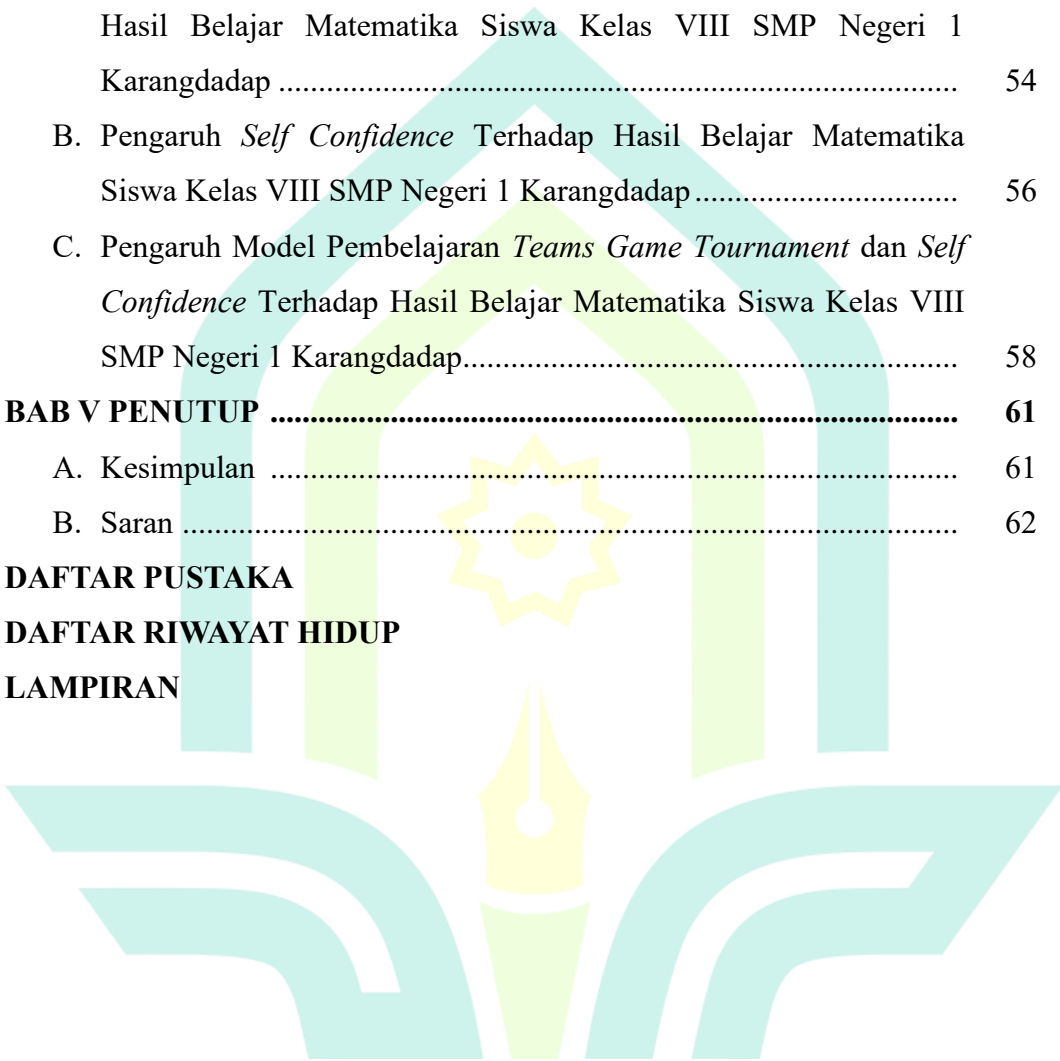 Hasil Belajar Matematika Siswa Kelas VIII SMP Negeri 1
Karangdadap ........................................................................... 54
B. Pengaruh Self Confidence Terhadap Hasil Belajar Matematika
Siswa Kelas VIII SMP Negeri 1 Karangdadap ............................. 56
C. Pengaruh Model Pembelajaran Teams Game Tournament dan Self
Confidence Terhadap Hasil Belajar Matematika Siswa Kelas VIII
SMP Negeri 1 Karangdadap....................................................... 58
BAB V PENUTUP ............................................................................ 61
A. Kesimpulan ............................................................................ 61
B. Saran ...................................................................................... 62
DAFTAR PUSTAKA
DAFTAR RIWAYAT HIDUP
LAMPIRAN